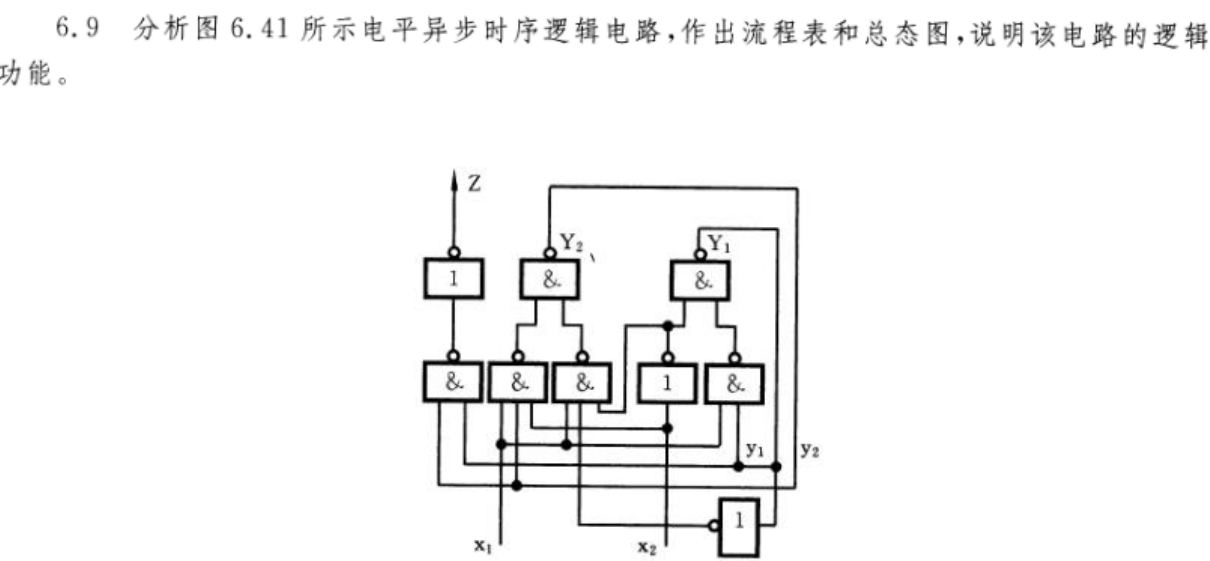 6.9 分析图 6.41 所示电平异步时序逻辑电路,作出流程表和总态图,说明该电路的逻辑
功能。
Z
Y₂ Y₁
1 & &
& & & 1 &
y₁ y₂
1
x₁ x₂